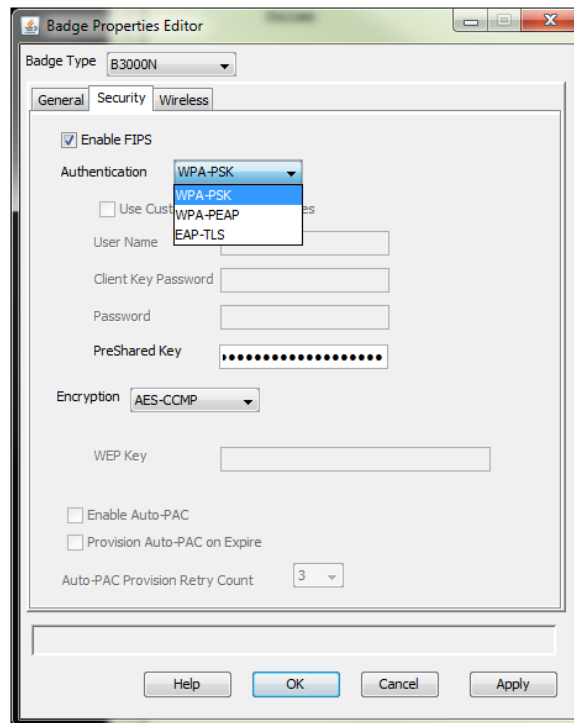 Badge Properties Editor
Badge Type B3000N
General Security Wireless
Enable FIPS
Authentication WPA-PSK
WPA-PSK
Use Cust
WPA-PEAP
EAP-TLS
User Name
Client Key Password
Password
PreShared Key
Encryption AES-CCMP
WEP Key
Enable Auto-PAC
Provision Auto-PAC on Expire
Auto-PAC Provision Retry Count 3
Help OK Cancel Apply